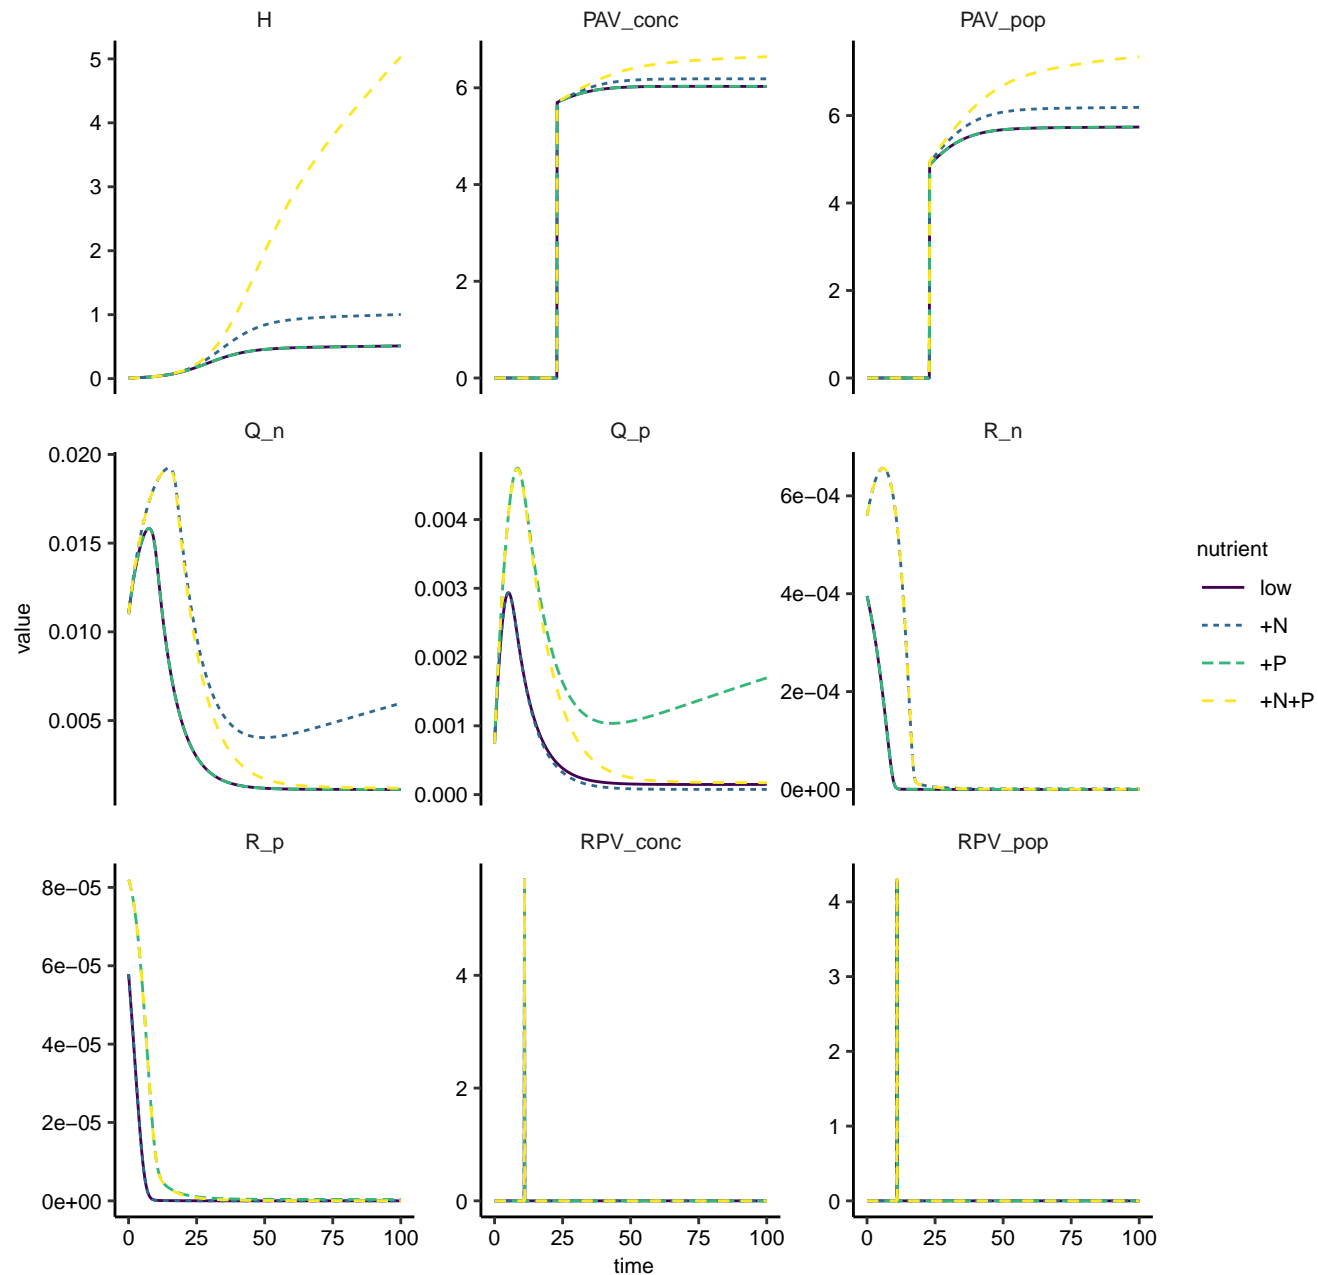 H
PAV_conc
PAV_pop
5
4
3
2
1
0
6
4
2
0
6
4
2
0
Q_n
Q_p
R_n
0.020
0.015
0.010
0.005
0.004
0.003
0.002
0.001
0.000
6e−04
4e−04
2e−04
0e+00
R_p
RPV_conc
RPV_pop
8e−05
6e−05
4e−05
2e−05
0e+00
4
2
0
4
3
2
1
0
0 25 50 75 100
0 25 50 75 100
0 25 50 75 100
time
value
nutrient
low
+N
+P
+N+P